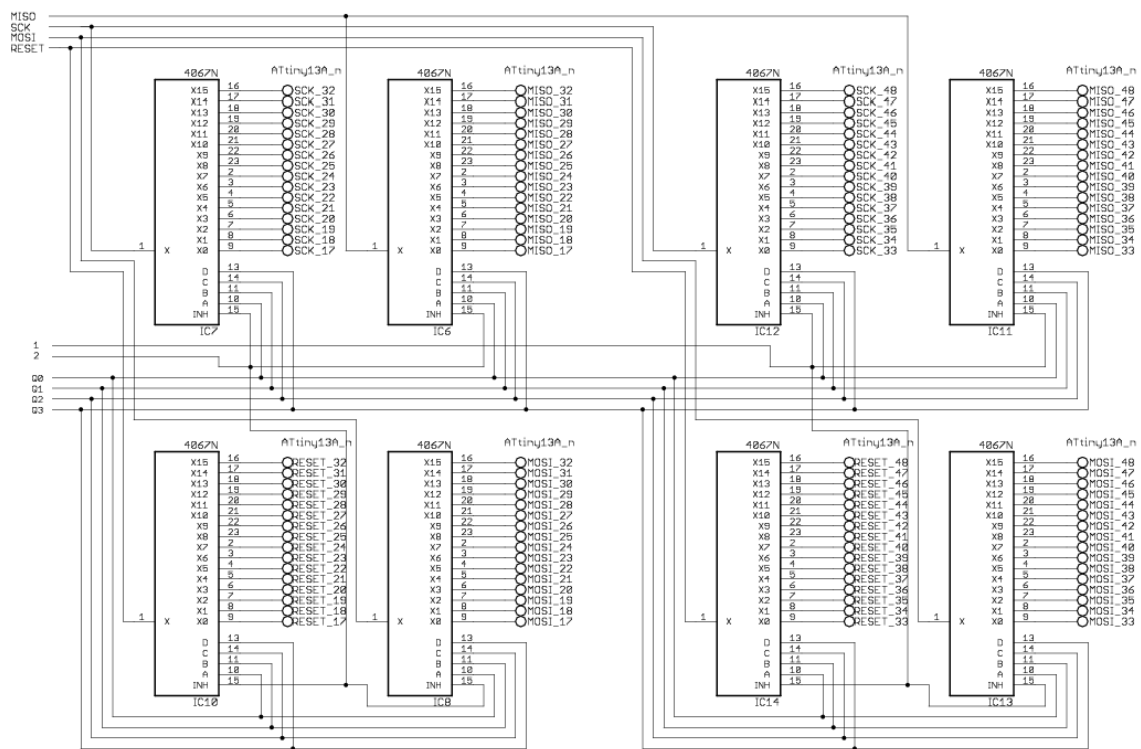 MISO
SCK
MOSI
RESET
4067N ATtiny13A_n 4067N ATtiny13A_n 4067N ATtiny13A_n 4067N ATtiny13A_n
X15 16 SCK_32 X15 16 MISO_32 X15 16 SCK_48 X15 16 MISO_48
X14 17 SCK_31 X14 17 MISO_31 X14 17 SCK_47 X14 17 MISO_47
X13 18 SCK_30 X13 18 MISO_30 X13 18 SCK_46 X13 18 MISO_46
X12 19 SCK_29 X12 19 MISO_29 X12 19 SCK_45 X12 19 MISO_45
X11 20 SCK_28 X11 20 MISO_28 X11 20 SCK_44 X11 20 MISO_44
X10 21 SCK_27 X10 21 MISO_27 X10 21 SCK_43 X10 21 MISO_43
X9 22 SCK_26 X9 22 MISO_26 X9 22 SCK_42 X9 22 MISO_42
X8 23 SCK_25 X8 23 MISO_25 X8 23 SCK_41 X8 23 MISO_41
X7 2 SCK_24 X7 2 MISO_24 X7 2 SCK_40 X7 2 MISO_40
X6 3 SCK_23 X6 3 MISO_23 X6 3 SCK_39 X6 3 MISO_39
X5 4 SCK_22 X5 4 MISO_22 X5 4 SCK_38 X5 4 MISO_38
X4 5 SCK_21 X4 5 MISO_21 X4 5 SCK_37 X4 5 MISO_37
X3 6 SCK_20 X3 6 MISO_20 X3 6 SCK_36 X3 6 MISO_36
X2 7 SCK_19 X2 7 MISO_19 X2 7 SCK_35 X2 7 MISO_35
X1 8 SCK_18 X1 8 MISO_18 X1 8 SCK_34 X1 8 MISO_34
1 X X0 9 SCK_17 1 X X0 9 MISO_17 1 X X0 9 SCK_33 1 X X0 9 MISO_33
D 13 D 13 D 13 D 13
C 14 C 14 C 14 C 14
B 11 B 11 B 11 B 11
A 10 A 10 A 10 A 10
INH 15 INH 15 INH 15 INH 15
IC7 IC6 IC12 IC11
1
2
Q0
Q1
Q2
Q3
4067N ATtiny13A_n 4067N ATtiny13A_n 4067N ATtiny13A_n 4067N ATtiny13A_n
X15 16 RESET_32 X15 16 MOSI_32 X15 16 RESET_48 X15 16 MOSI_48
X14 17 RESET_31 X14 17 MOSI_31 X14 17 RESET_47 X14 17 MOSI_47
X13 18 RESET_30 X13 18 MOSI_30 X13 18 RESET_46 X13 18 MOSI_46
X12 19 RESET_29 X12 19 MOSI_29 X12 19 RESET_45 X12 19 MOSI_45
X11 20 RESET_28 X11 20 MOSI_28 X11 20 RESET_44 X11 20 MOSI_44
X10 21 RESET_27 X10 21 MOSI_27 X10 21 RESET_43 X10 21 MOSI_43
X9 22 RESET_26 X9 22 MOSI_26 X9 22 RESET_42 X9 22 MOSI_42
X8 23 RESET_25 X8 23 MOSI_25 X8 23 RESET_41 X8 23 MOSI_41
X7 2 RESET_24 X7 2 MOSI_24 X7 2 RESET_40 X7 2 MOSI_40
X6 3 RESET_23 X6 3 MOSI_23 X6 3 RESET_39 X6 3 MOSI_39
X5 4 RESET_22 X5 4 MOSI_22 X5 4 RESET_38 X5 4 MOSI_38
X4 5 RESET_21 X4 5 MOSI_21 X4 5 RESET_37 X4 5 MOSI_37
X3 6 RESET_20 X3 6 MOSI_20 X3 6 RESET_36 X3 6 MOSI_36
X2 7 RESET_19 X2 7 MOSI_19 X2 7 RESET_35 X2 7 MOSI_35
X1 8 RESET_18 X1 8 MOSI_18 X1 8 RESET_34 X1 8 MOSI_34
1 X X0 9 RESET_17 1 X X0 9 MOSI_17 1 X X0 9 RESET_33 1 X X0 9 MOSI_33
D 13 D 13 D 13 D 13
C 14 C 14 C 14 C 14
B 11 B 11 B 11 B 11
A 10 A 10 A 10 A 10
INH 15 INH 15 INH 15 INH 15
IC10 IC8 IC14 IC13